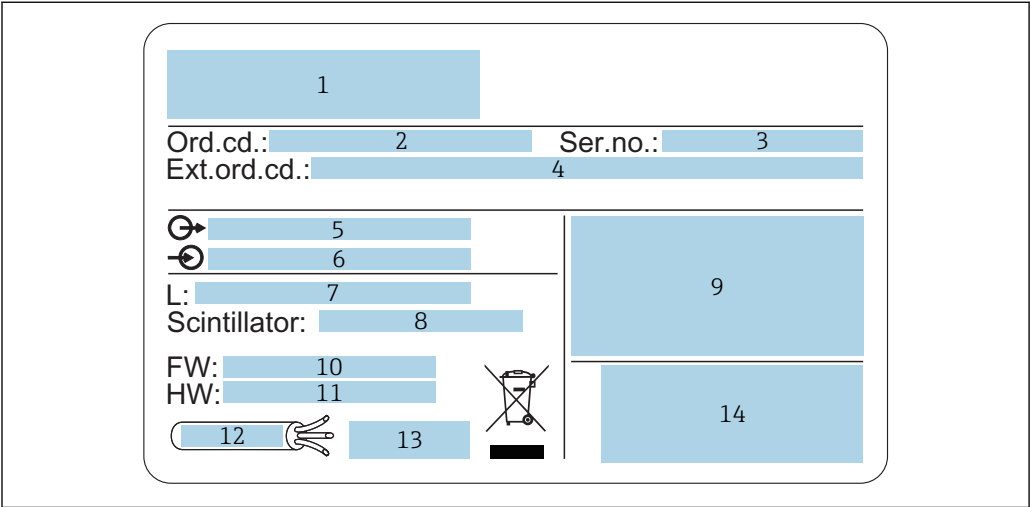 1
Ord.cd.: 2 Ser.no.: 3
Ext.ord.cd.: 4
5
6
L: 7
Scintillator: 8
9
FW: 10
HW: 11
12
13
14